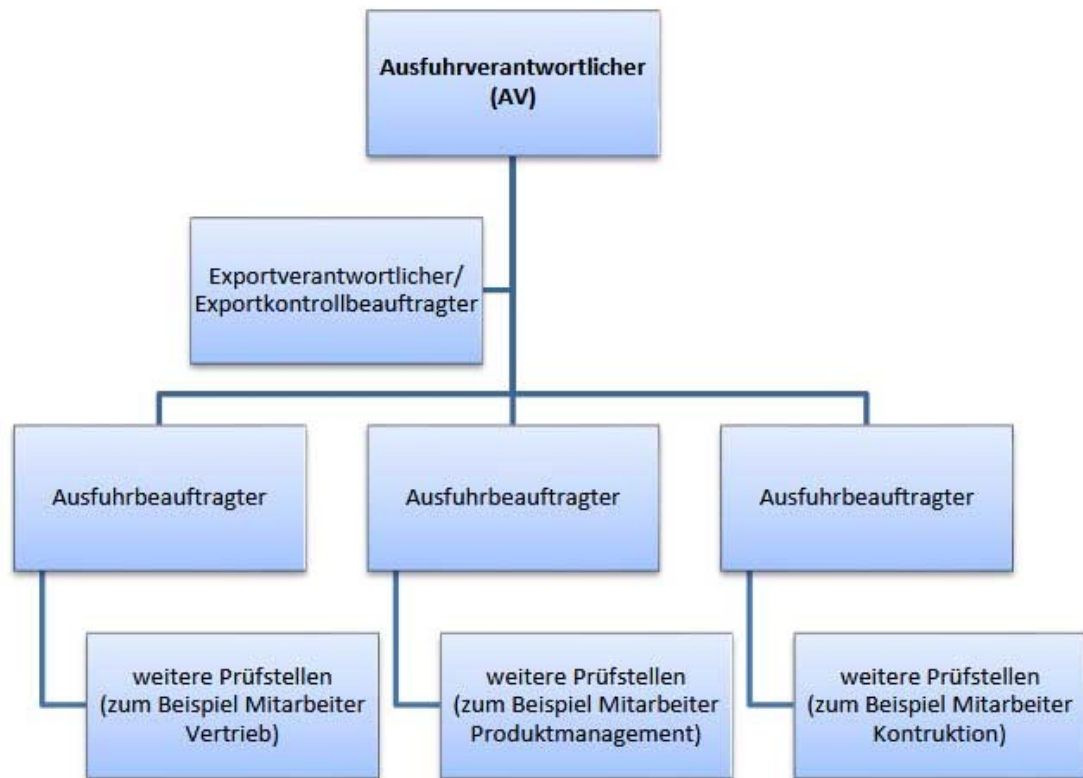 Ausfuhrverantwortlicher
(AV)
Exportverantwortlicher/
Exportkontrollbeauftragter
Ausfuhrbeauftragter
Ausfuhrbeauftragter
Ausfuhrbeauftragter
weitere Prüfstellen
(zum Beispiel Mitarbeiter
Vertrieb)
weitere Prüfstellen
(zum Beispiel Mitarbeiter
Produktmanagement)
weitere Prüfstellen
(zum Beispiel Mitarbeiter
Kontruktion)